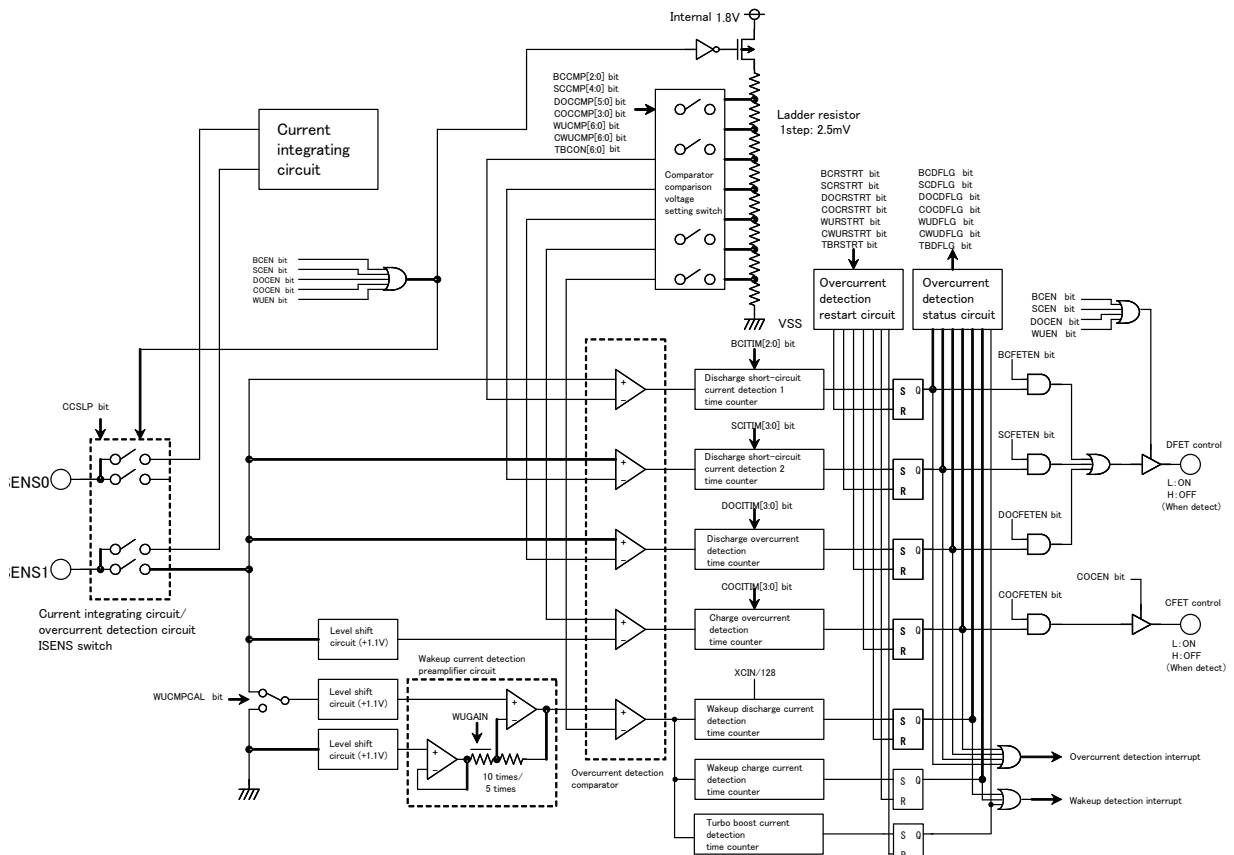 Internal 1.8V
BCCMP[2:0] bit
SCCMP[4:0] bit
DOCCMP[5:0] bit
COCCMP[3:0] bit
WUCMP[6:0] bit
CWUCMP[6:0] bit
TBCON[6:0] bit
Ladder resistor
1step: 2.5mV
Current
integrating
circuit
Comparator
comparison
voltage
setting switch
BCRSTRT bit
SCRSTRT bit
DOCRSTRT bit
COCRSTRT bit
WURSTRT bit
CWURSTRT bit
TBRSTRT bit
BCDFLG bit
SCDFLG bit
DOCDFLG bit
COCDFLG bit
WUDFLG bit
CWUDFLG bit
TBDFLG bit
BCEN bit
SCEN bit
DOCEN bit
COCEN bit
WUEN bit
Overcurrent
detection
restart circuit
Overcurrent
detection
status circuit
BCEN bit
SCEN bit
DOCEN bit
WUEN bit
VSS
BCITIM[2:0] bit
Discharge short-circuit
current detection 1
time counter
S Q
R
BCFETEN bit
CCSLP bit
SCITIM[3:0] bit
Discharge short-circuit
current detection 2
time counter
S Q
R
SCFETEN bit
DFET control
L:ON
H:OFF
(When detect)
:ENS0
DOCITIM[3:0] bit
Discharge overcurrent
detection
time counter
S Q
R
DOCFETEN bit
:ENS1
Current integrating circuit/
overcurrent detection circuit
ISENS switch
COCITIM[3:0] bit
Charge overcurrent
detection
time counter
S Q
R
COCFETEN bit
COCEN bit
CFET control
L:ON
H:OFF
(When detect)
Level shift
circuit (+1.1V)
Wakeup current detection
preamplifier circuit
WUCMPCAL bit
Level shift
circuit (+1.1V)
WUGAIN
XCIN/128
Wakeup discharge current
detection
time counter
S Q
R
Level shift
circuit (+1.1V)
10 times/
5 times
Overcurrent detection
comparator
Overcurrent detection interrupt
Wakeup charge current
detection
time counter
S Q
R
Wakeup detection interrupt
Turbo boost current
detection
time counter
S Q
R
+
−
+
−
+
−
+
−
+
−
+
−
+
−